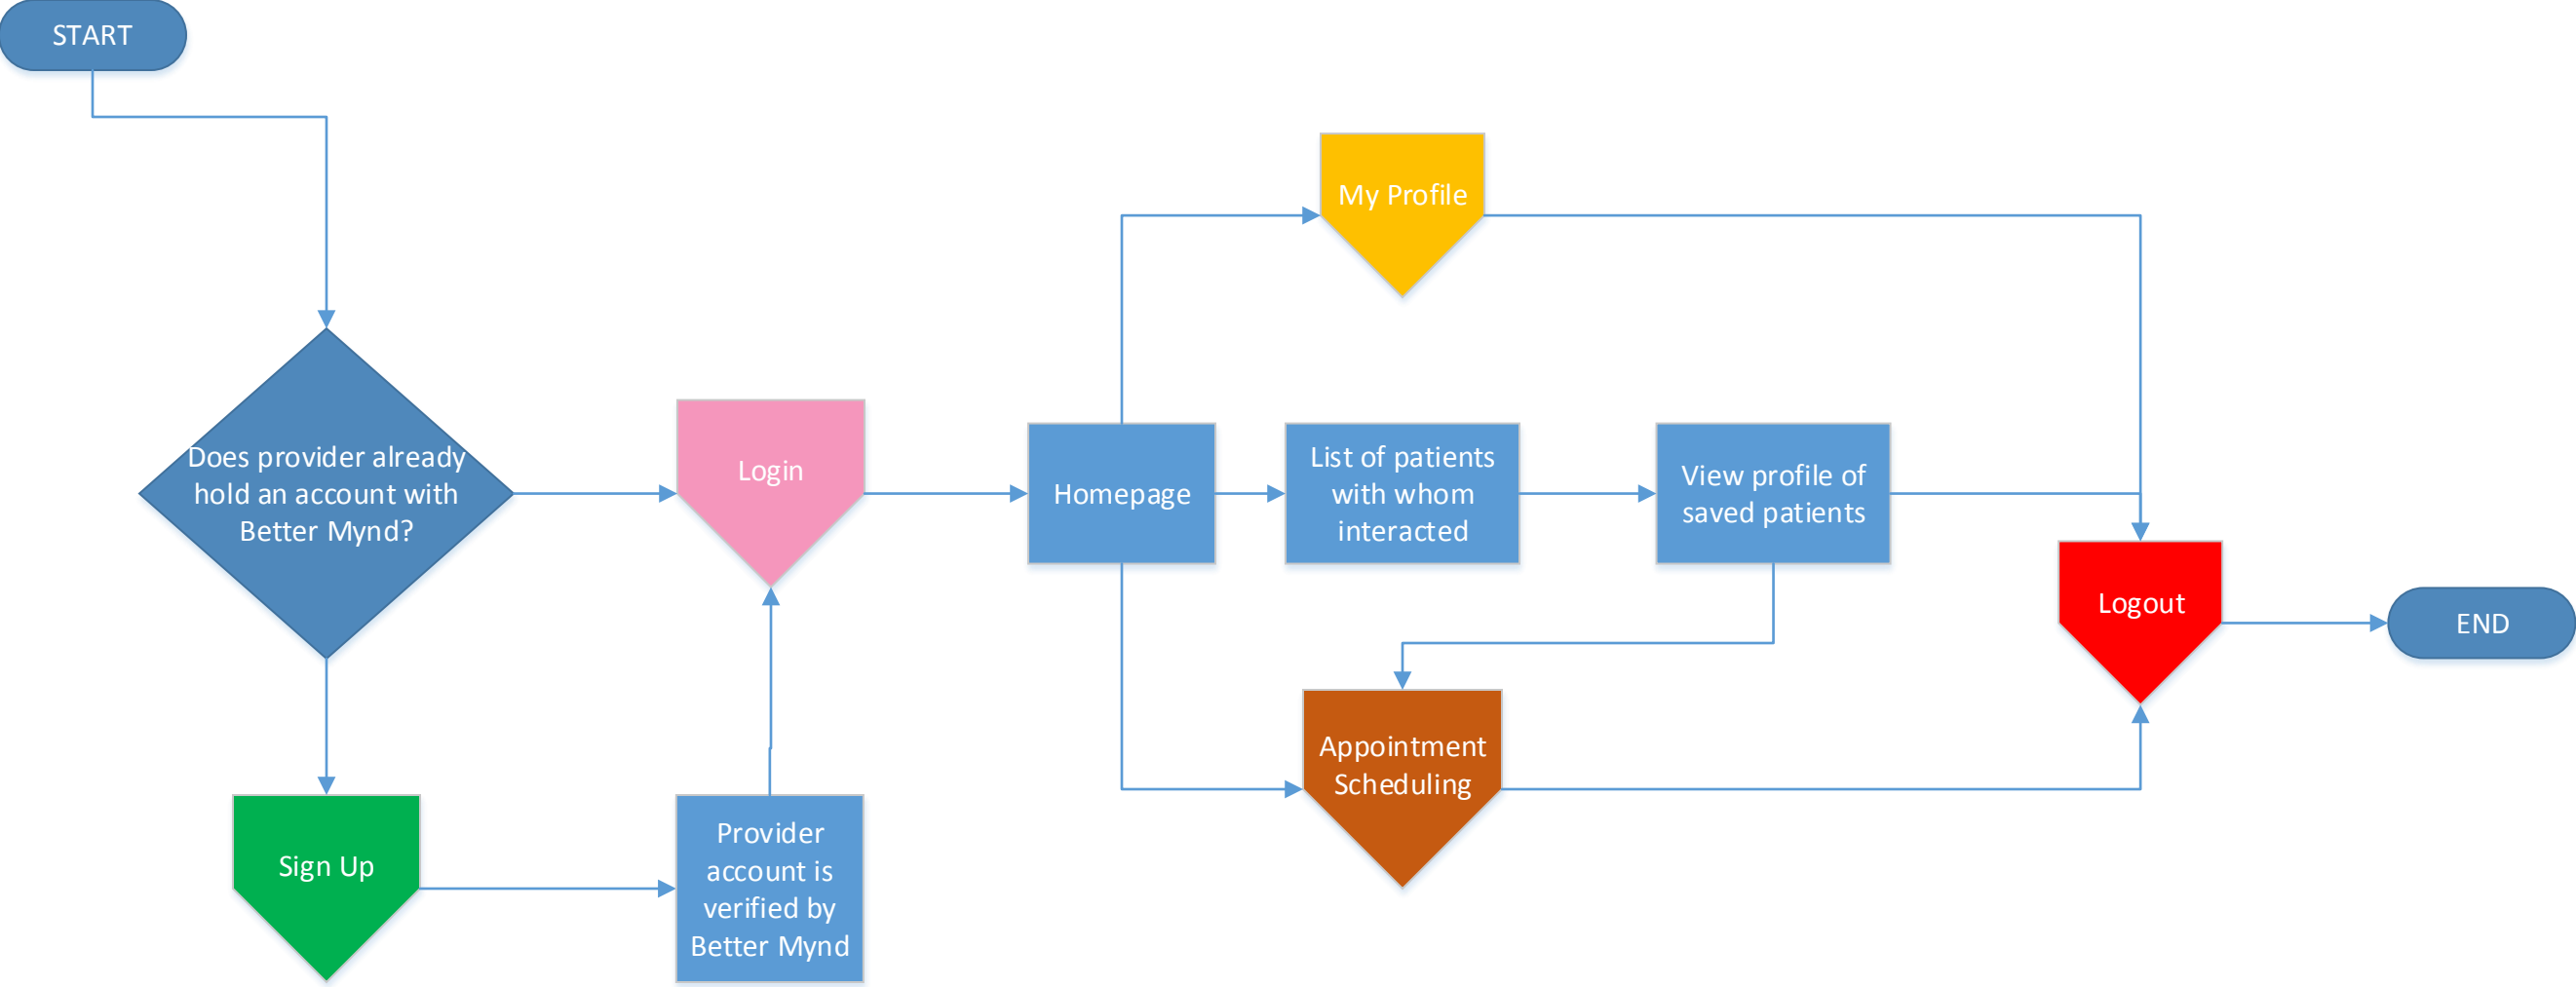 START
My Profile
Does provider already
hold an account with
Better Mynd?
Login
Homepage
List of patients
with whom
interacted
View profile of
saved patients
Logout
END
Appointment
Scheduling
Sign Up
Provider
account is
verified by
Better Mynd